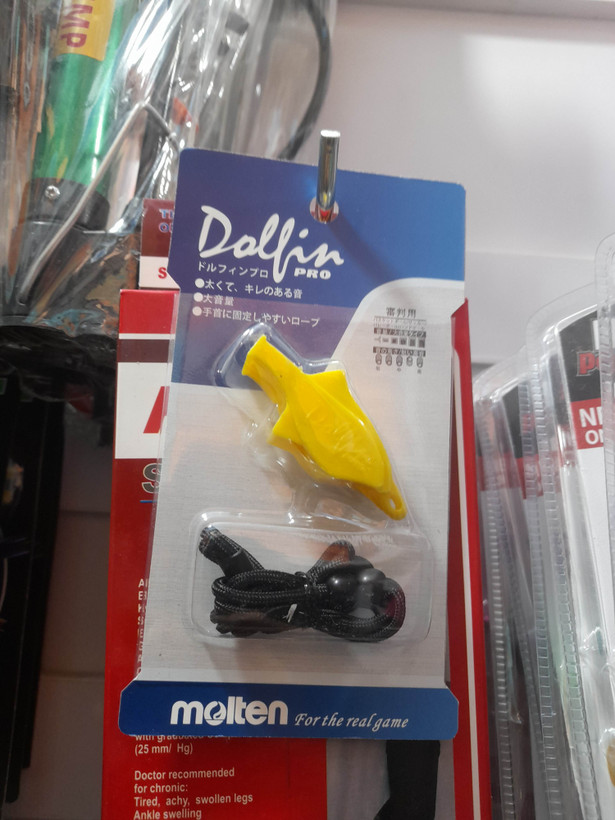 MP
Dolfin
PRO
ドルフィンプロ
●太くて、キレのある音
●大音量
●手首に固定しやすいロープ
審判用
molten For the real game
(25 mm/ Hg)
Doctor recommended
for chronic:
Tired, achy, swollen legs
Ankle swelling